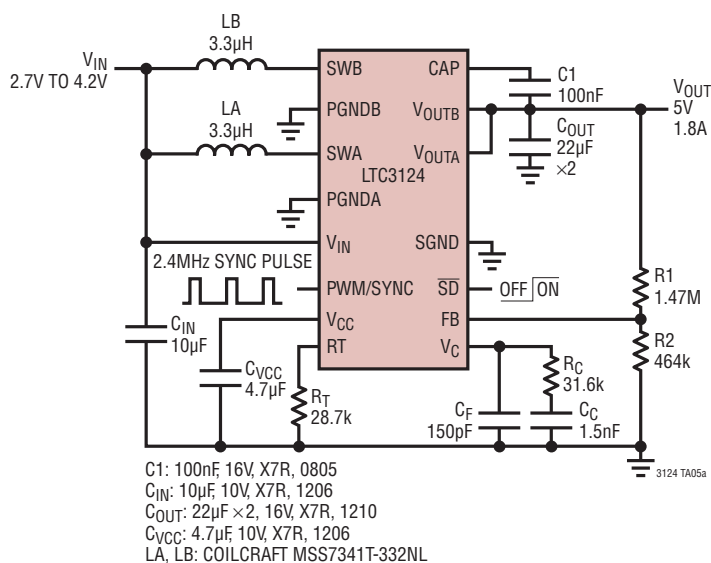 LB
3.3µH
VIN
2.7V TO 4.2V
LA
3.3µH
SWB
PGNDB
SWA
PGNDA
VIN
PWM/SYNC
VCC
RT
LTC3124
CAP
VOUTB
VOUTA
SGND
SD
FB
VC
C1
100nF
VOUT
5V
1.8A
COUT
22µF
×2
2.4MHz SYNC PULSE
OFF ON
R1
1.47M
R2
464k
CIN
10µF
CVCC
4.7µF
RT
28.7k
CF
150pF
RC
31.6k
CC
1.5nF
3124 TA05a
C1: 100nF, 16V, X7R, 0805
CIN: 10µF, 10V, X7R, 1206
COUT: 22µF ×2, 16V, X7R, 1210
CVCC: 4.7µF, 10V, X7R, 1206
LA, LB: COILCRAFT MSS7341T-332NL